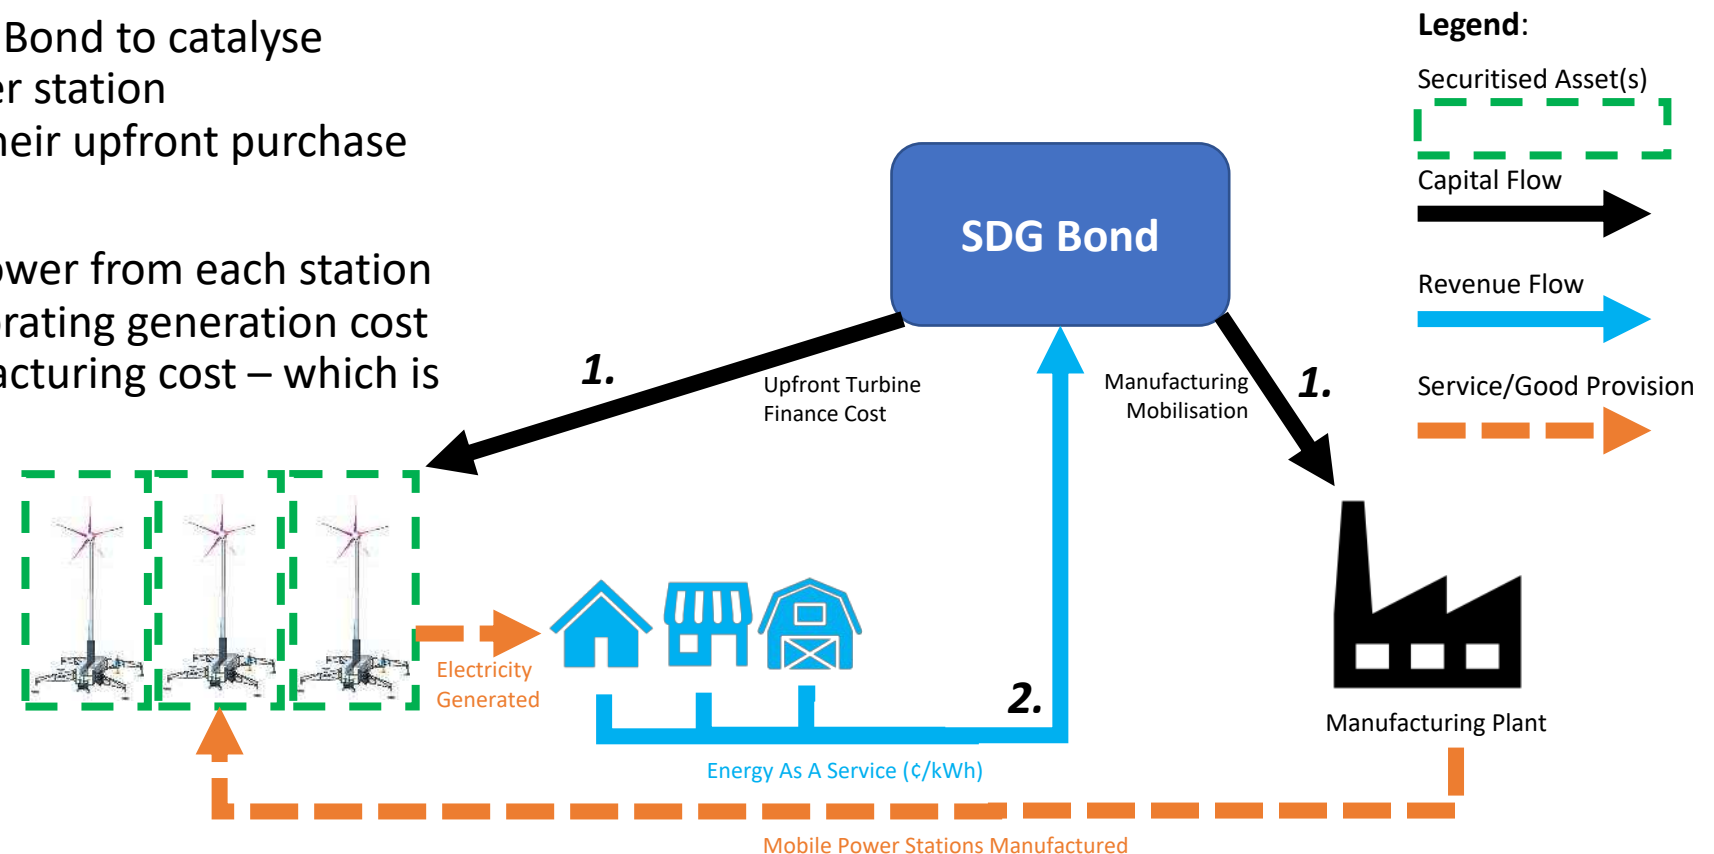 Bond to catalyse
er station
heir upfront purchase
ower from each station
orating generation cost
acturing cost – which is
Legend:
Securitised Asset(s)
Capital Flow
Revenue Flow
Service/Good Provision
SDG Bond
1.
Upfront Turbine
Finance Cost
Manufacturing
Mobilisation
1.
Electricity
Generated
2.
Manufacturing Plant
Energy As A Service (¢/kWh)
Mobile Power Stations Manufactured